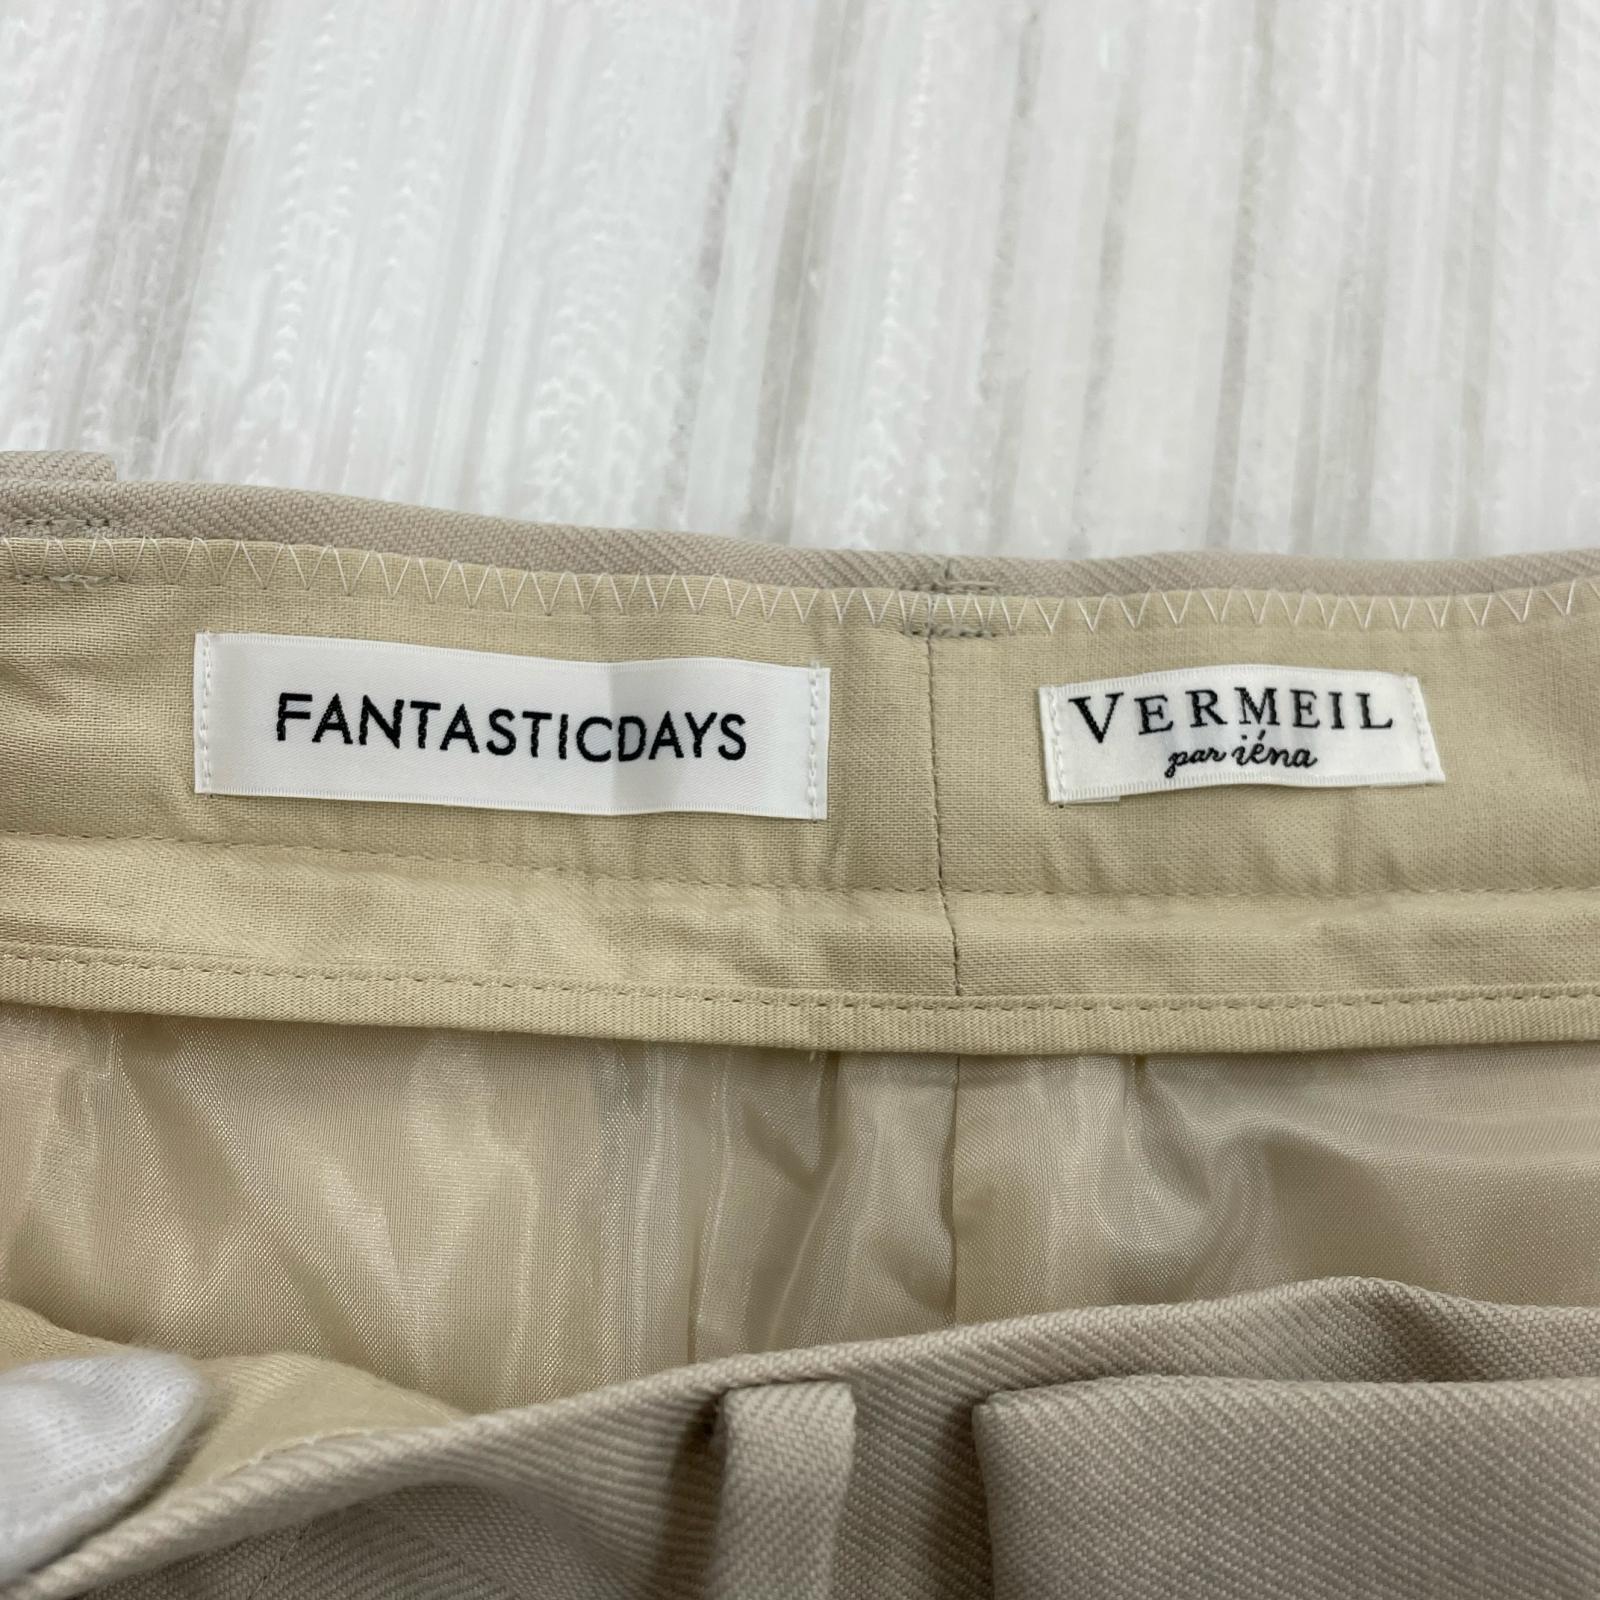 FANTASTICDAYS
VERMEIL
par iéna